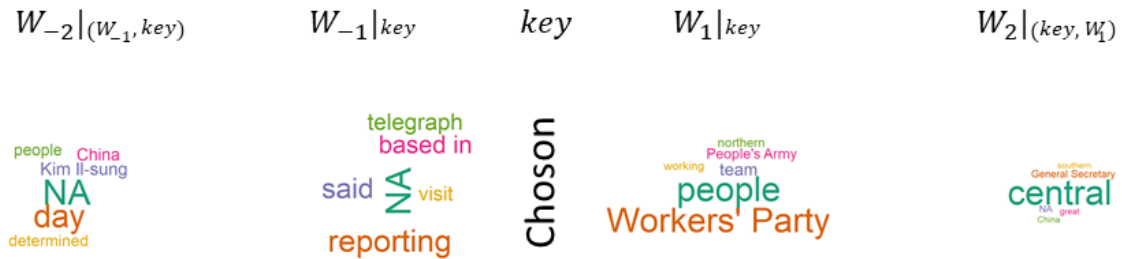 W₋₂|(W₋₁, key) W₋₁|key key W₁|key W₂|(key, W₁)
people China
Kim Il-sung
NA
day
determined
telegraph
based in
said NA visit
reporting
Choson
northern
People's Army
working team
people
Workers' Party
southern
General Secretary
central
NA great
China